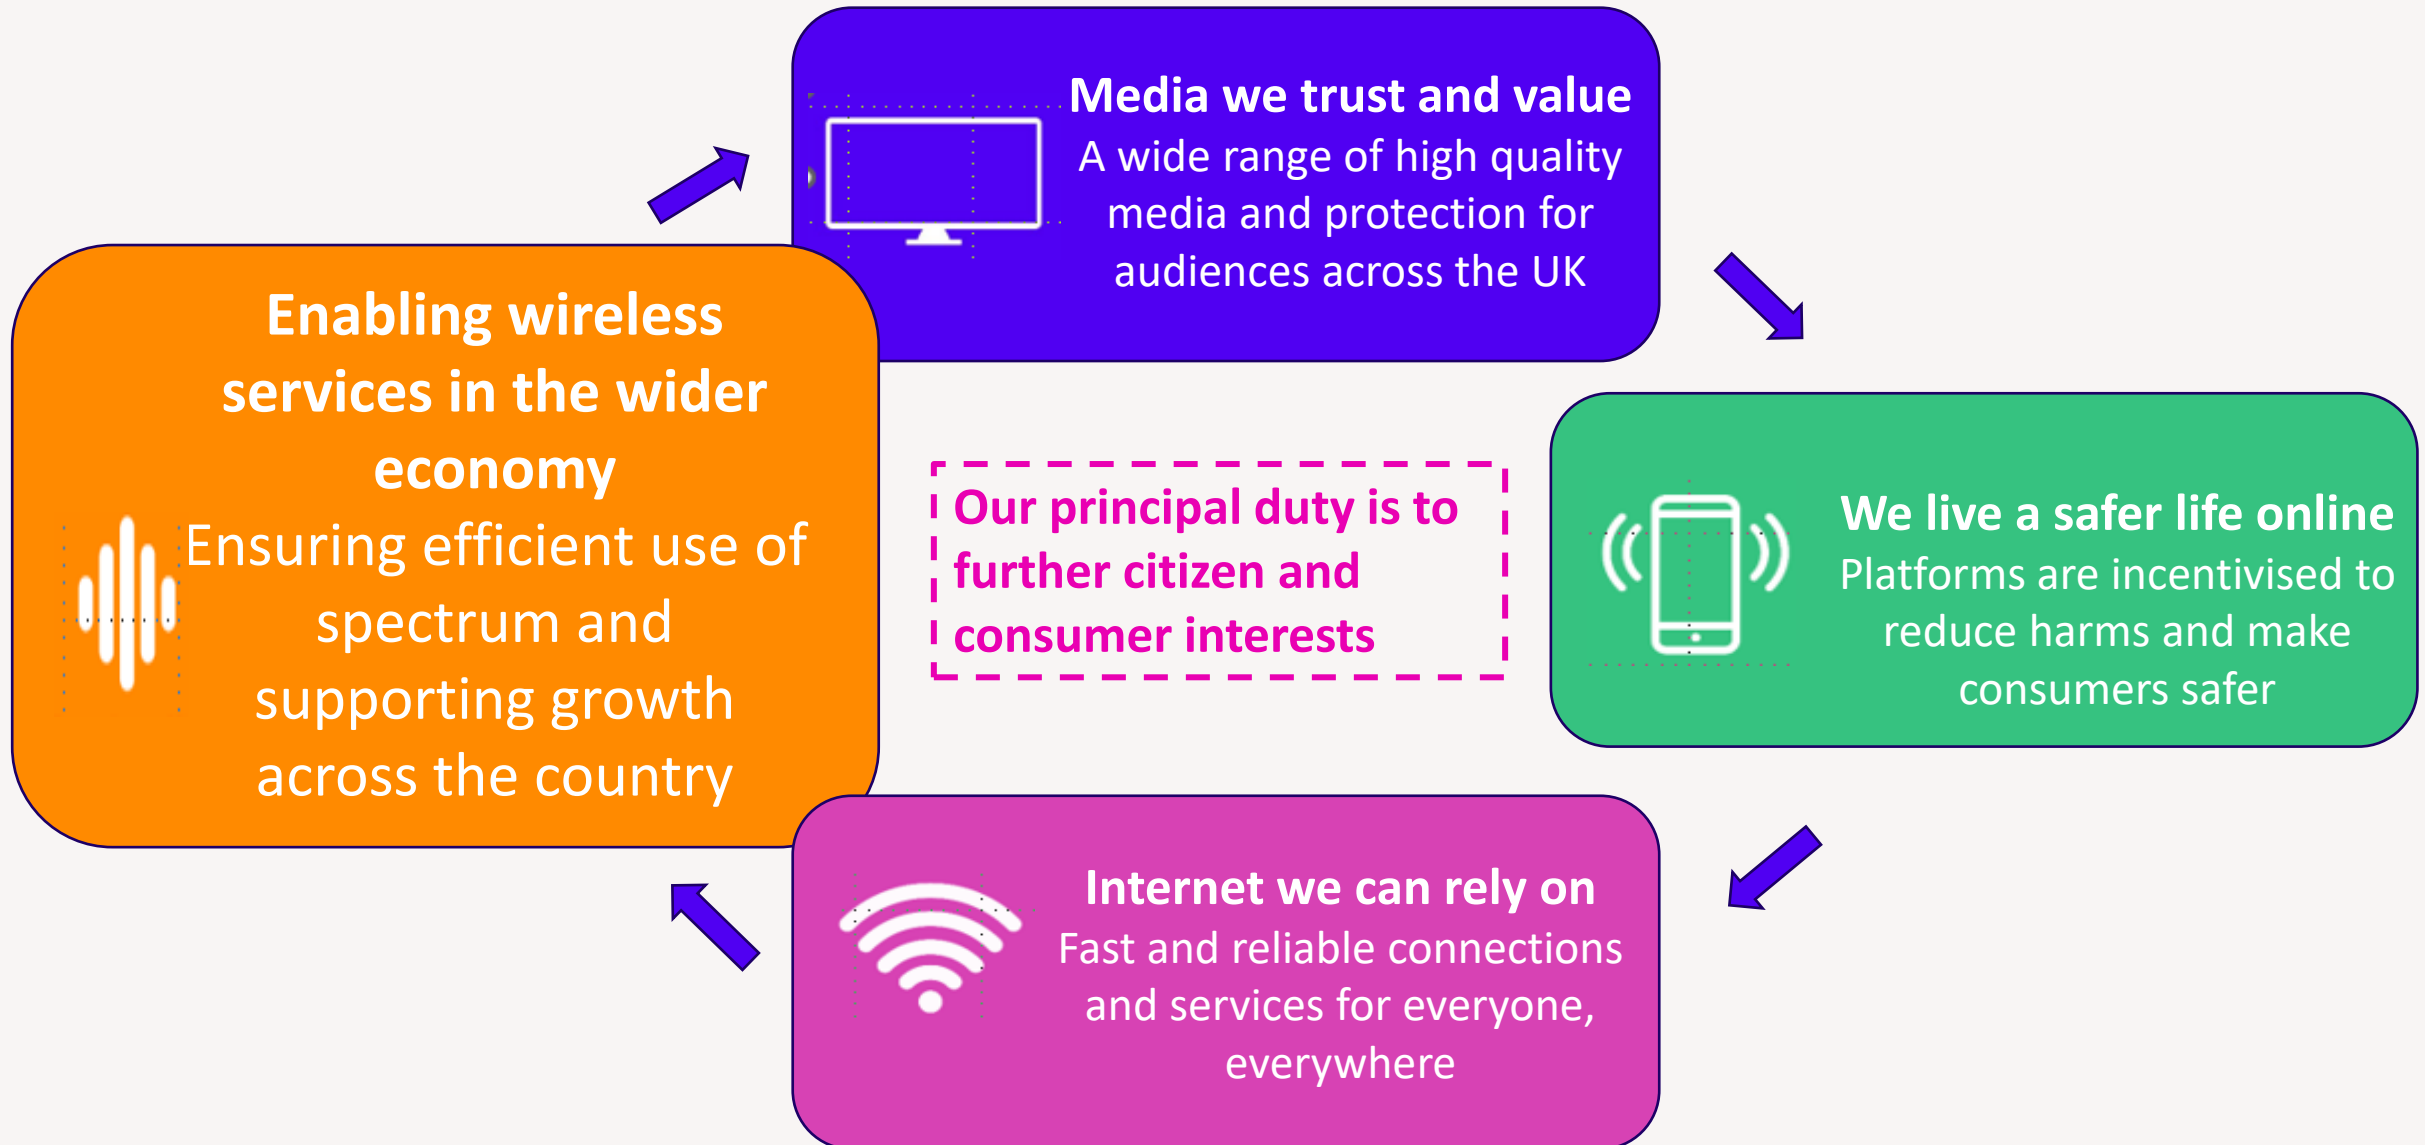 Media we trust and value
A wide range of high quality
media and protection for
audiences across the UK
Enabling wireless
services in the wider
economy
Ensuring efficient use of
spectrum and
supporting growth
across the country
Our principal duty is to
further citizen and
consumer interests
We live a safer life online
Platforms are incentivised to
reduce harms and make
consumers safer
Internet we can rely on
Fast and reliable connections
and services for everyone,
everywhere